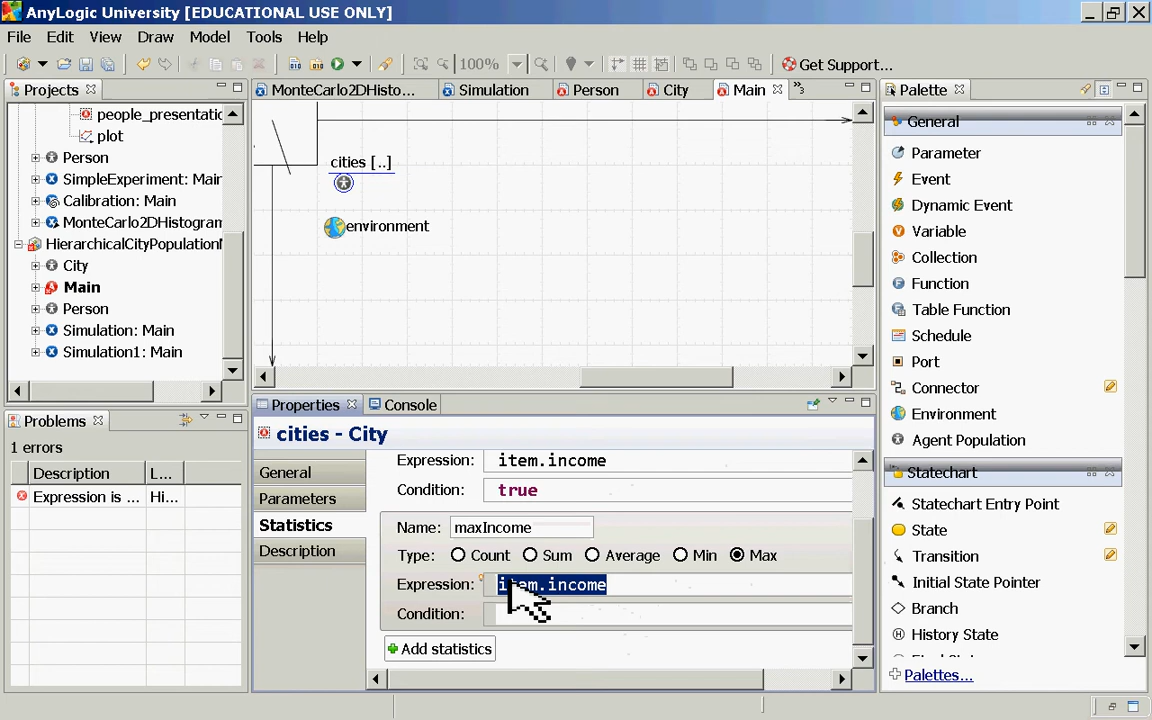 AnyLogic University [EDUCATIONAL USE ONLY]
File Edit View Draw Model Tools Help
100%
Get Support...
Projects
people_presentatic
plot
Person
SimpleExperiment: Main
Calibration: Main
MonteCarlo2DHistogram
HierarchicalCityPopulation
City
Main
Person
Simulation: Main
Simulation1: Main
MonteCarlo2DHisto...
Simulation
Person
City
Main
3
cities [..]
environment
Palette
General
Parameter
Event
Dynamic Event
Variable
Collection
Function
Table Function
Schedule
Port
Connector
Environment
Agent Population
Statechart
Statechart Entry Point
State
Transition
Initial State Pointer
Branch
History State
Palettes...
Problems
1 errors
Description L...
Expression is ... Hi...
Properties Console
cities - City
General
Parameters
Statistics
Description
Expression: item.income
Condition: true
Name: maxIncome
Type: Count Sum Average Min Max
Expression: item.income
Condition:
Add statistics